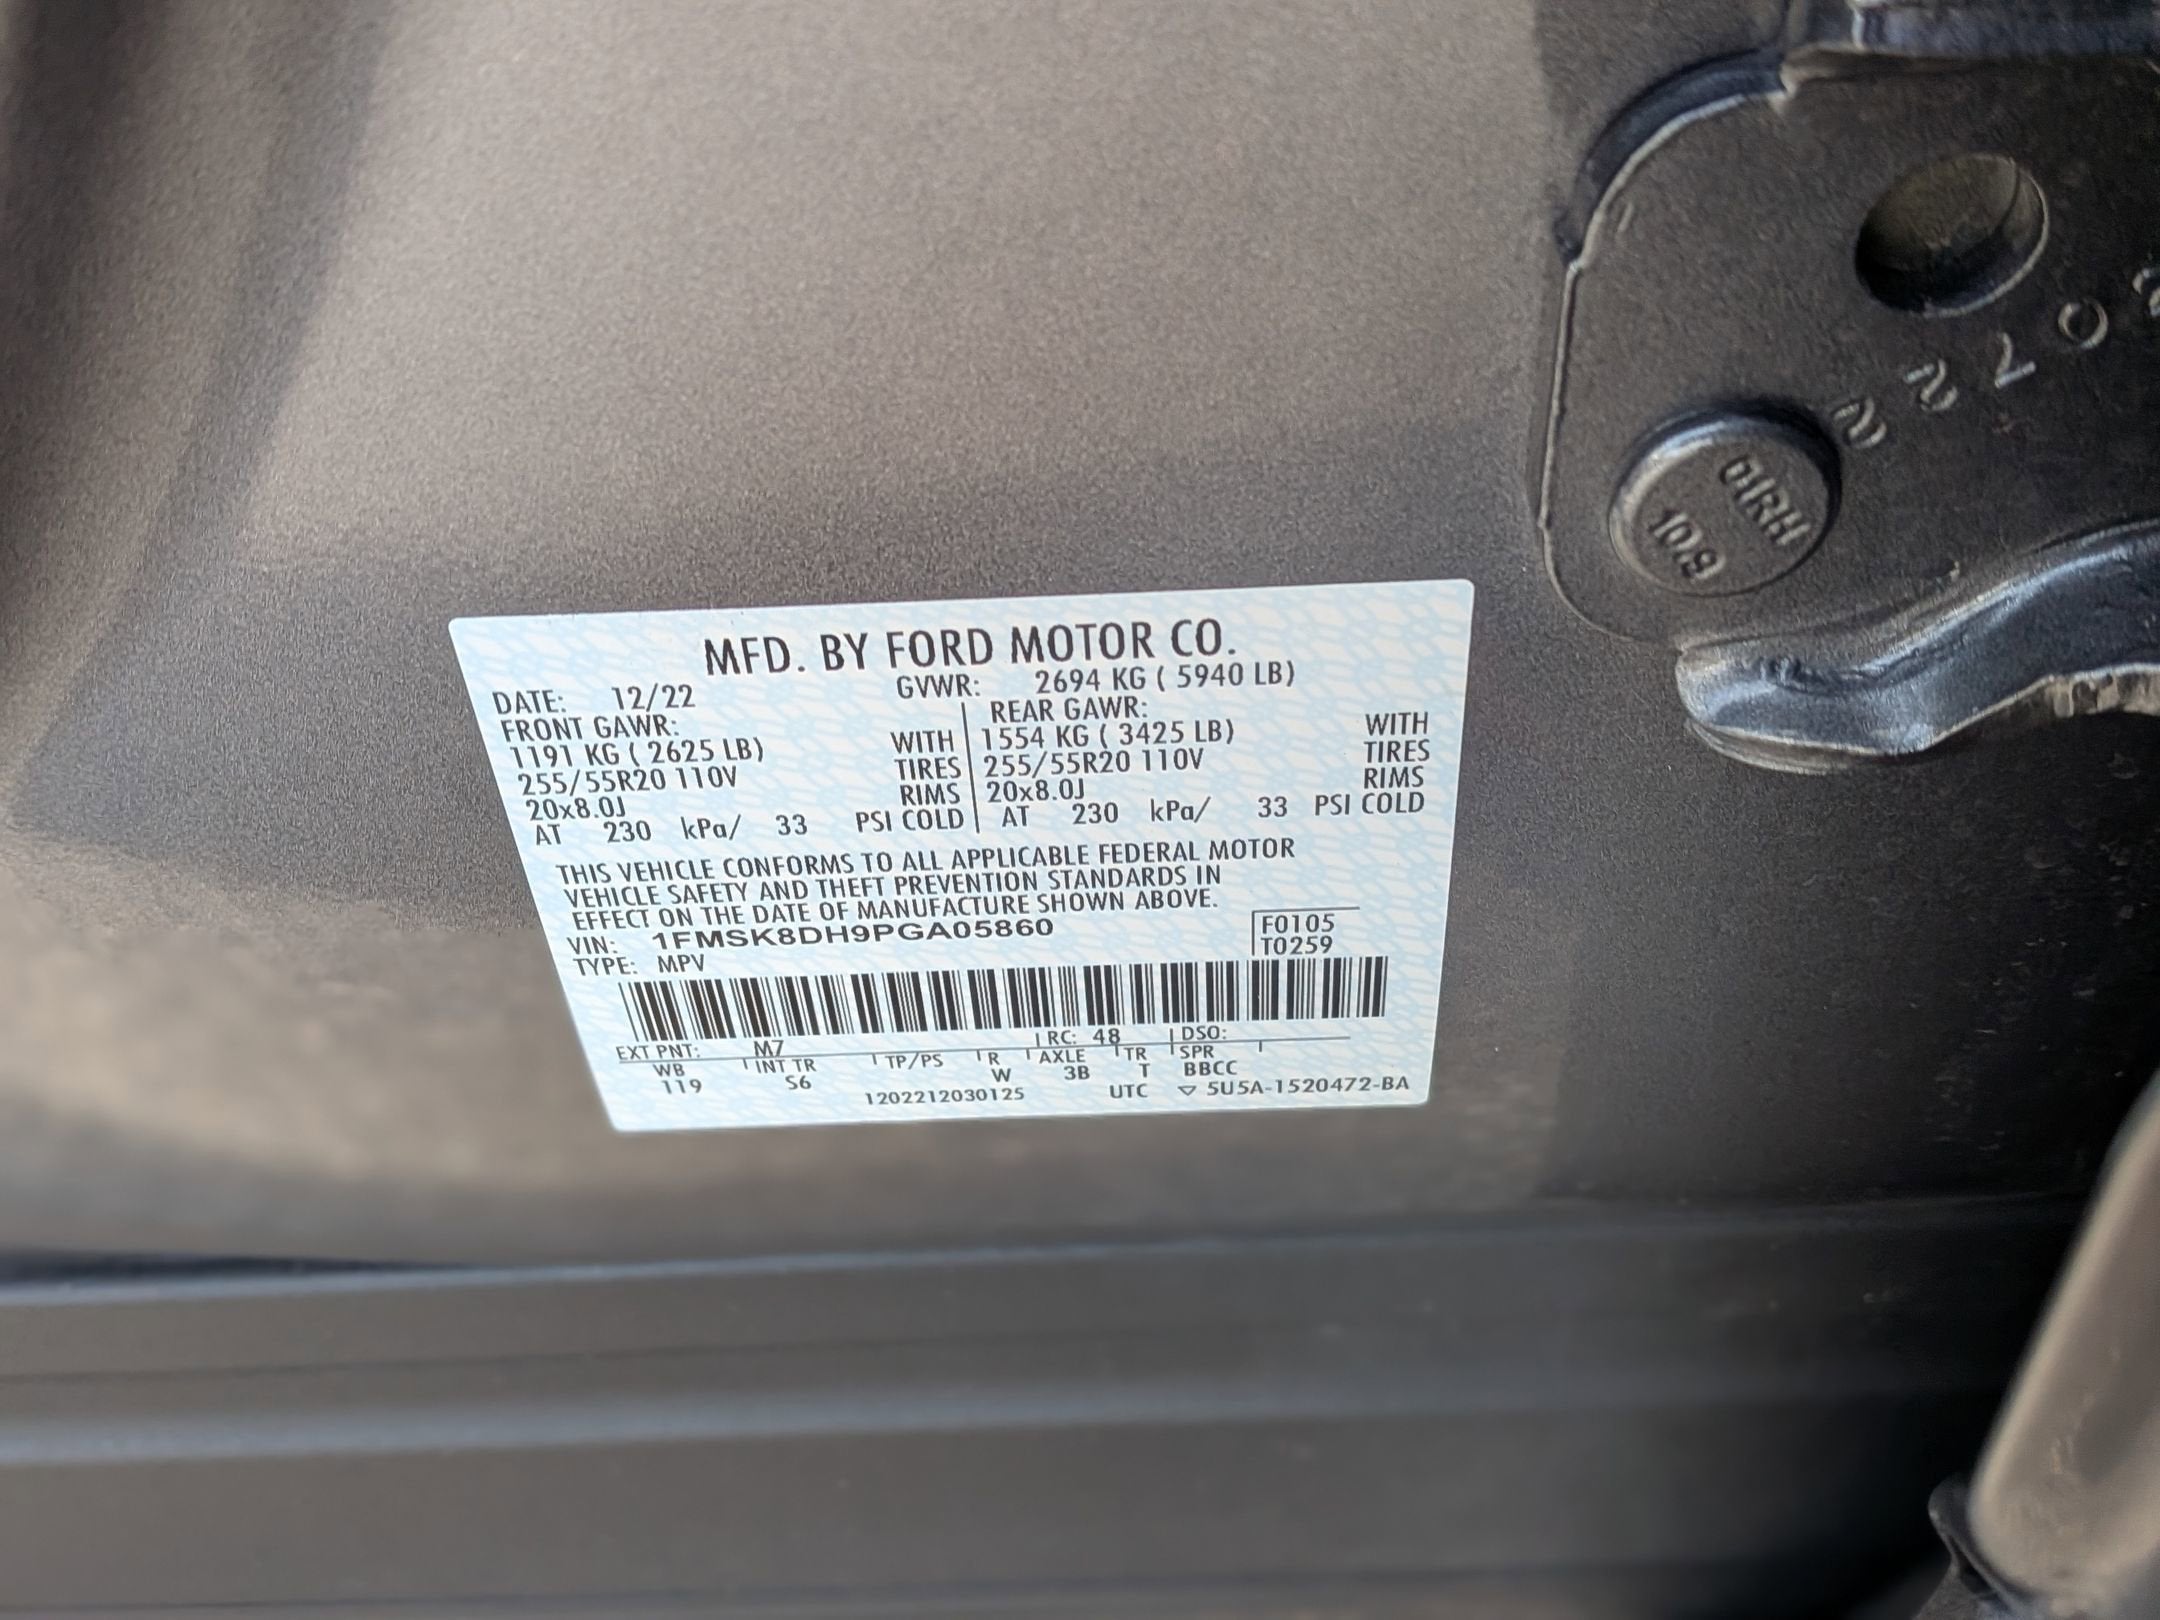 MFD. BY FORD MOTOR CO.
DATE: 12/22 GVWR: 2694 KG ( 5940 LB)
FRONT GAWR: REAR GAWR:
1191 KG ( 2625 LB) WITH 1554 KG ( 3425 LB) WITH
255/55R20 110V TIRES 255/55R20 110V TIRES
20x8.0J RIMS 20x8.0J RIMS
AT 230 kPa/ 33 PSI COLD AT 230 kPa/ 33 PSI COLD
THIS VEHICLE CONFORMS TO ALL APPLICABLE FEDERAL MOTOR
VEHICLE SAFETY AND THEFT PREVENTION STANDARDS IN
EFFECT ON THE DATE OF MANUFACTURE SHOWN ABOVE.
VIN: 1FMSK8DH9PGA05860 F0105
TYPE: MPV T0259
EXT PNT: M7 RC: 48 DSO:
WB INT TR TP/PS R AXLE TR SPR
119 S6 W 3B T BBCC
1202212030125 UTC ▽ 5U5A-1520472-BA
10.9